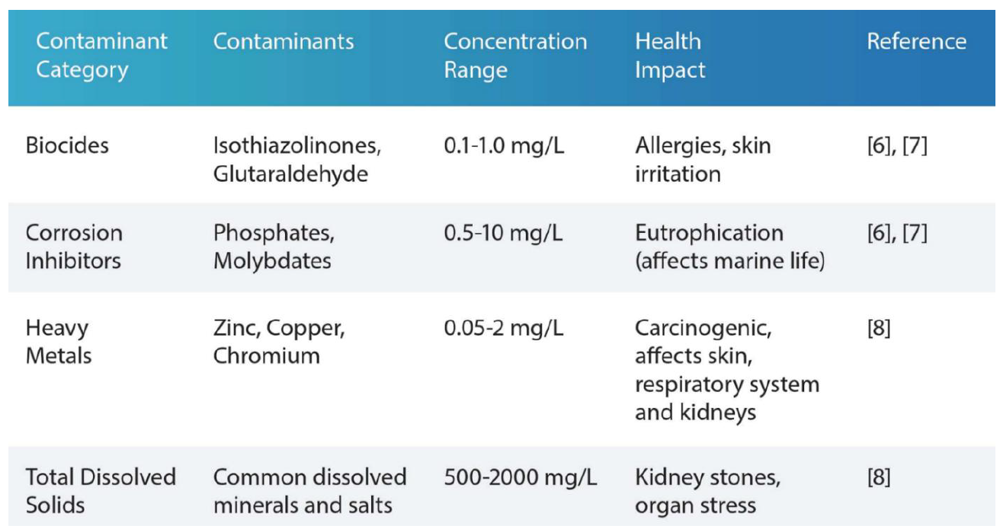 Contaminant Category
Contaminants
Concentration Range
Health Impact
Reference
Biocides
Isothiazolinones, Glutaraldehyde
0.1-1.0 mg/L
Allergies, skin irritation
[6], [7]
Corrosion Inhibitors
Phosphates, Molybdates
0.5-10 mg/L
Eutrophication (affects marine life)
[6], [7]
Heavy Metals
Zinc, Copper, Chromium
0.05-2 mg/L
Carcinogenic, affects skin, respiratory system and kidneys
[8]
Total Dissolved Solids
Common dissolved minerals and salts
500-2000 mg/L
Kidney stones, organ stress
[8]